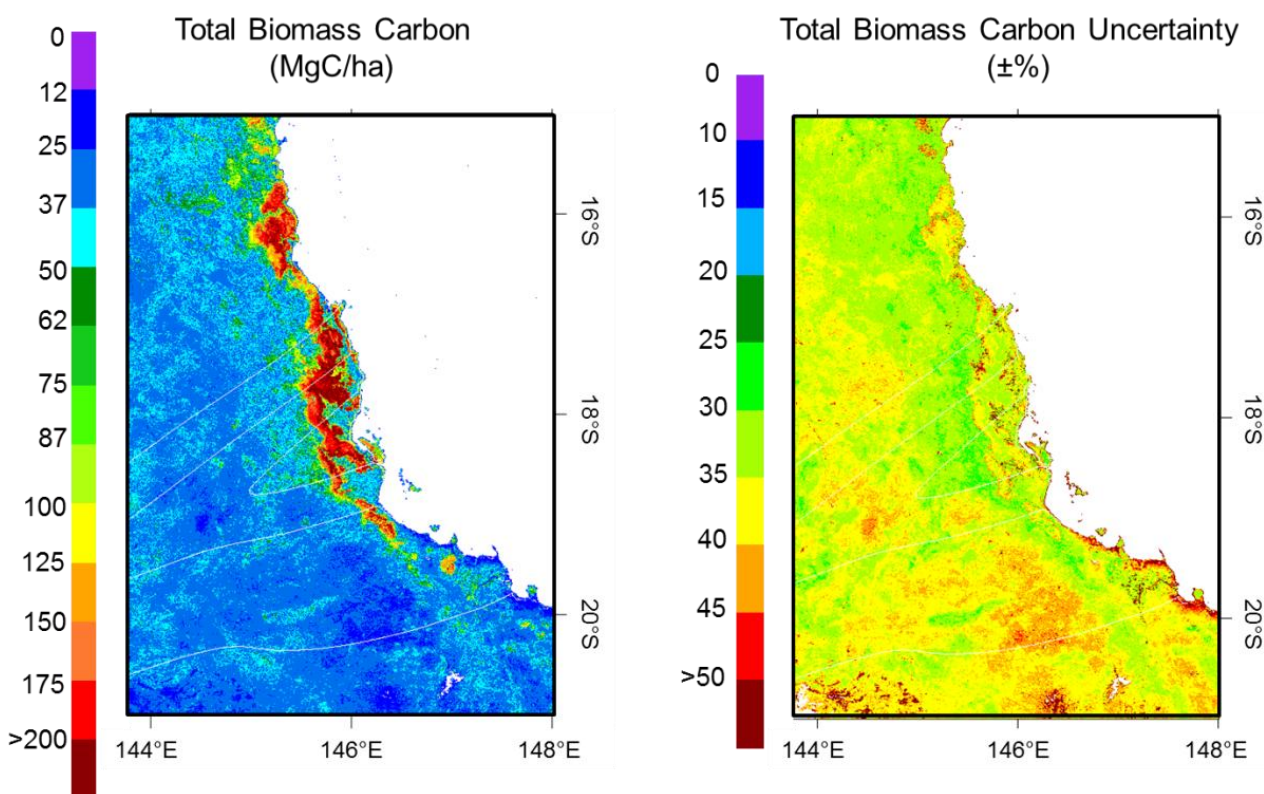 Total Biomass Carbon
(MgC/ha)
0
12
25
37
50
62
75
87
100
125
150
175
>200
16°S
18°S
20°S
144°E
146°E
148°E
Total Biomass Carbon Uncertainty
(±%)
0
10
15
20
25
30
35
40
45
>50
16°S
18°S
20°S
144°E
146°E
148°E